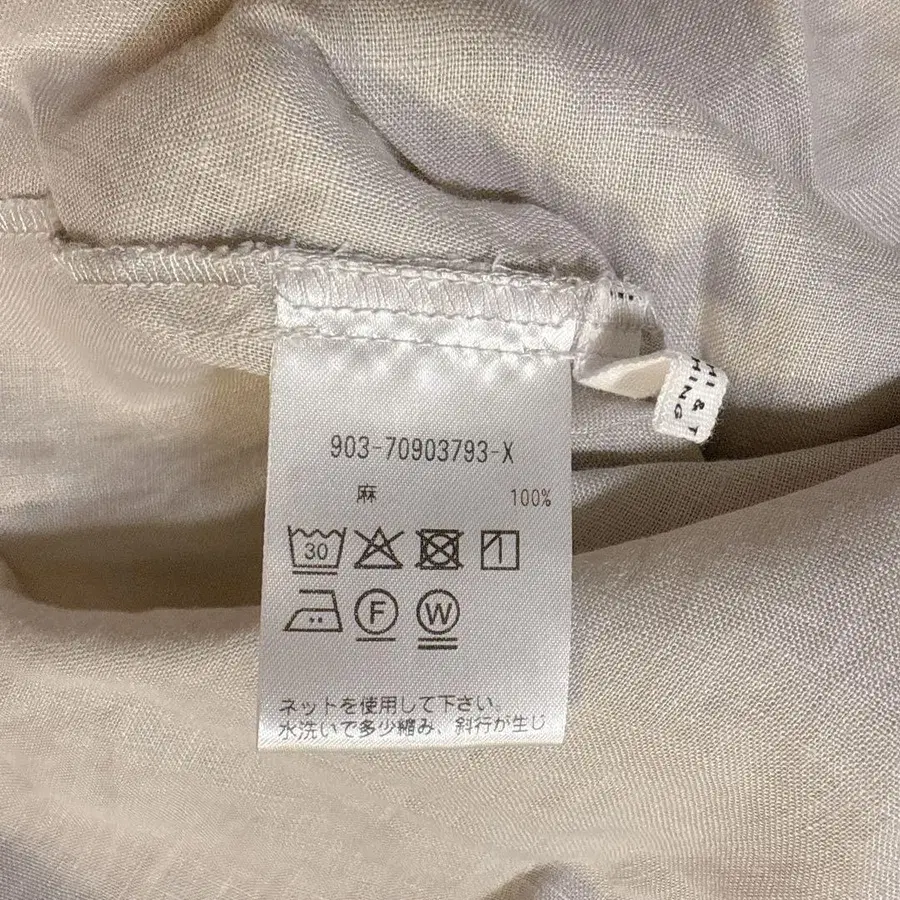 903-70903793-X
麻 100%
30
F W
ネットを使用して下さい。
水洗いで多少縮み、斜行が生じ
&